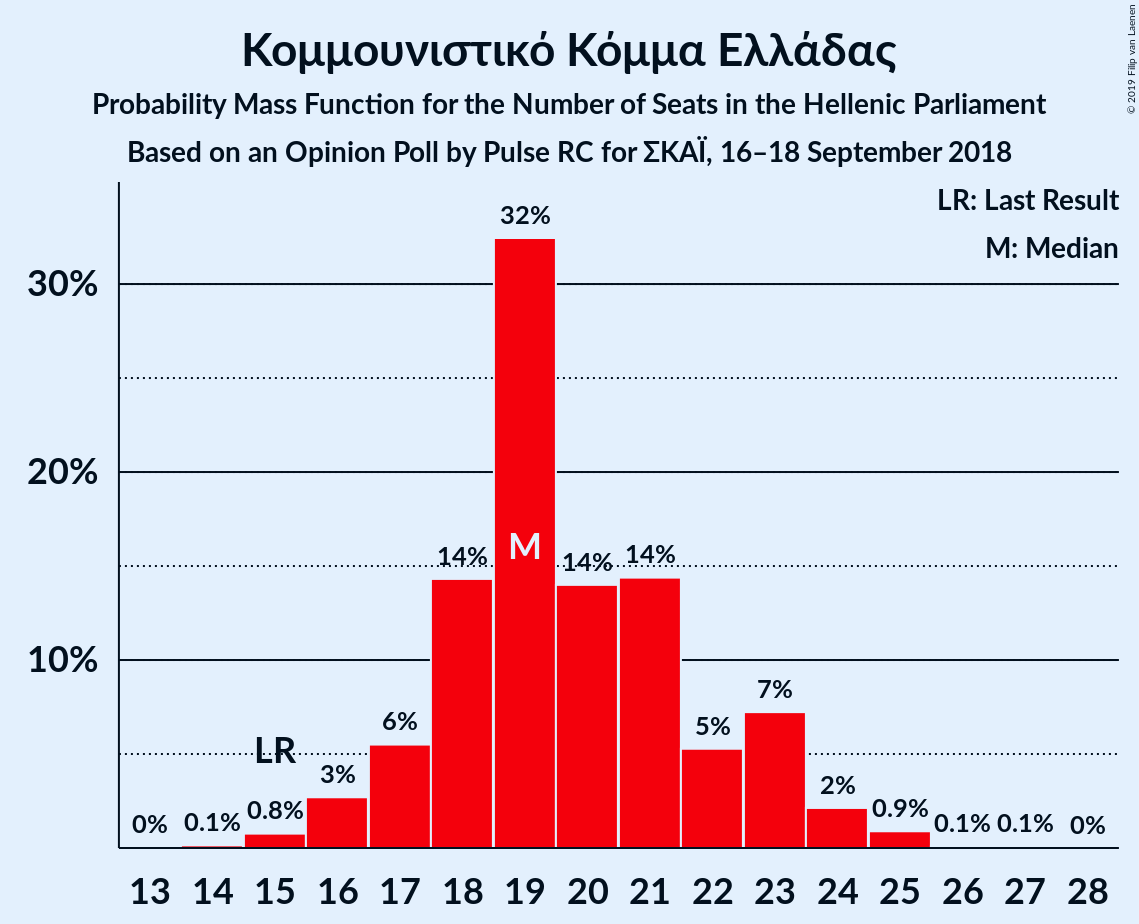 Κομμουνιστικό Κόμμα Ελλάδας
Probability Mass Function for the Number of Seats in the Hellenic Parliament
Based on an Opinion Poll by Pulse RC for ΣΚΑΪ, 16–18 September 2018
© 2019 Filip van Laenen
LR: Last Result
M: Median
30%
20%
10%
0%
0.1%
0.8%
LR
3%
6%
14%
32%
M
14%
14%
5%
7%
2%
0.9%
0.1%
0.1%
0%
13 14 15 16 17 18 19 20 21 22 23 24 25 26 27 28